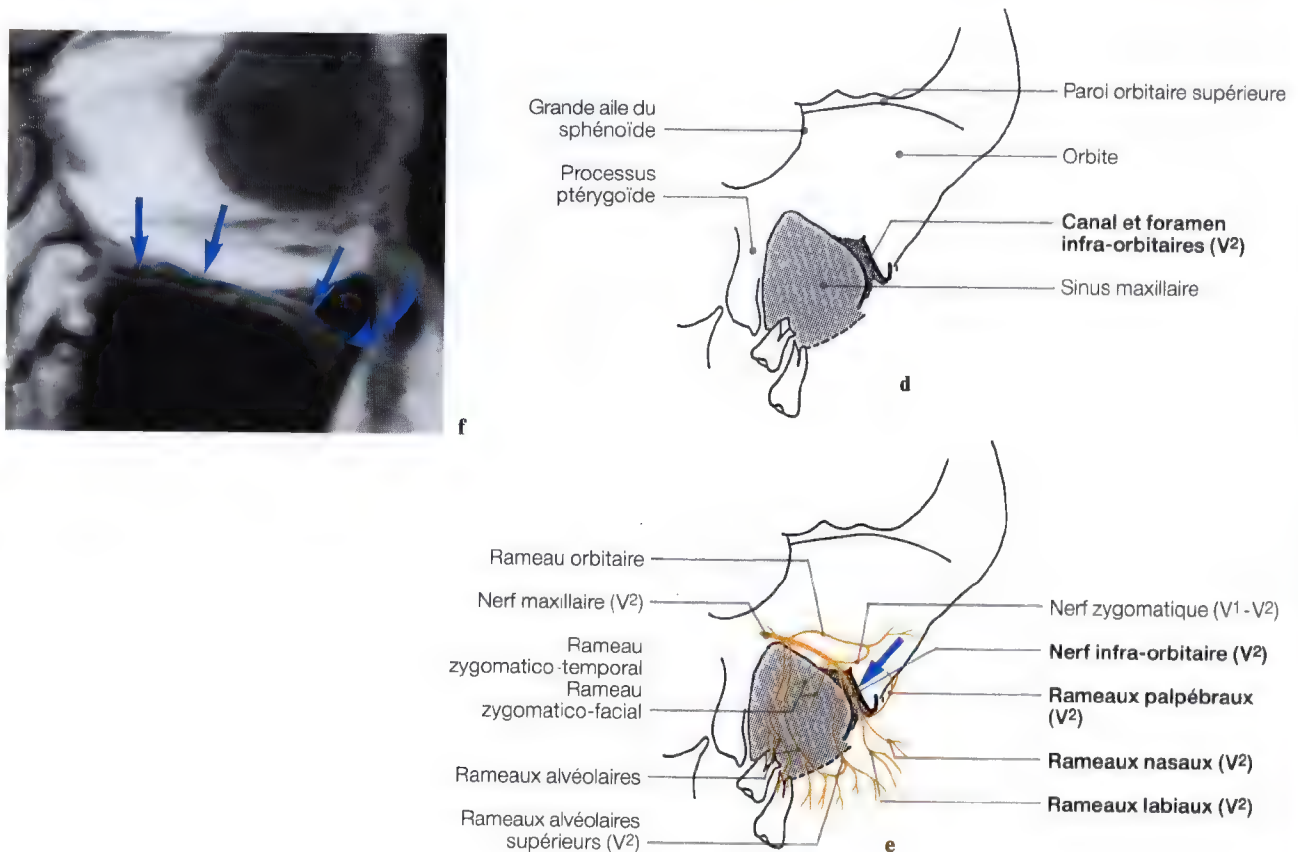 f
Grande aile du
sphénoïde
Processus
ptérygoïde
Paroi orbitaire supérieure
Orbite
Canal et foramen
infra-orbitaires (V²)
Sinus maxillaire
d
Rameau orbitaire
Nerf maxillaire (V²)
Rameau
zygomatico-temporal
Rameau
zygomatico-facial
Rameaux alvéolaires
Rameaux alvéolaires
supérieurs (V²)
Nerf zygomatique (V¹-V²)
Nerf infra-orbitaire (V²)
Rameaux palpébraux
(V²)
Rameaux nasaux (V²)
Rameaux labiaux (V²)
e